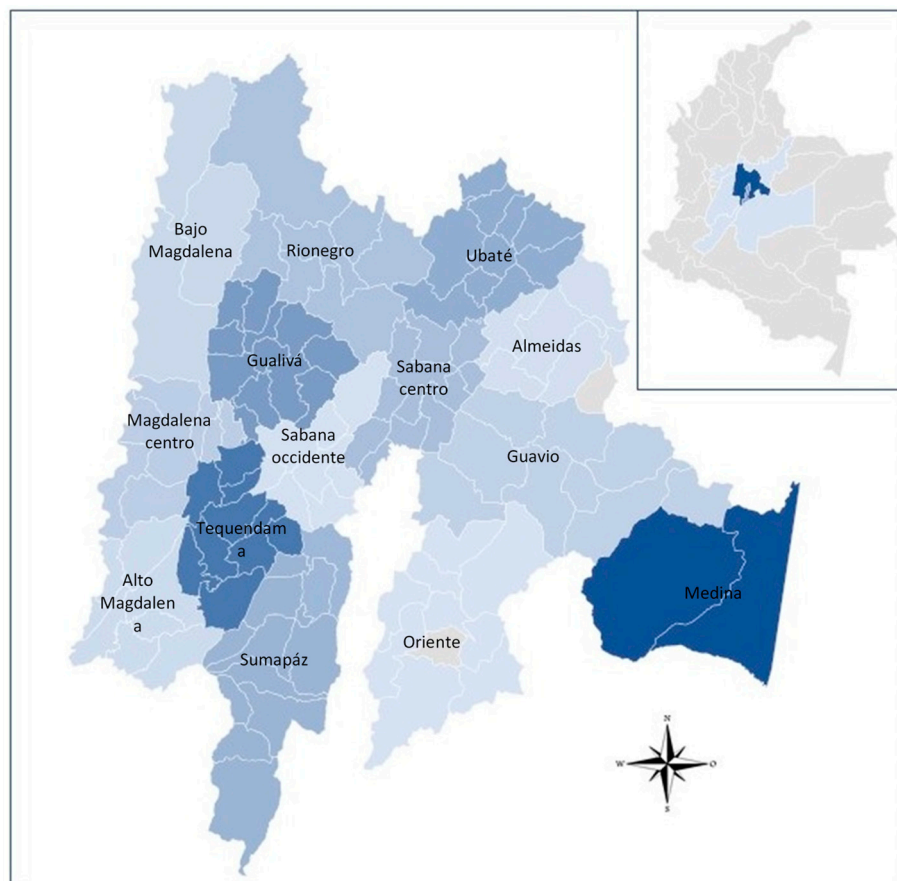 Bajo
Magdalena
Rionegro
Ubaté
Gualivá
Sabana
centro
Almeidas
Magdalena
centro
Sabana
occidente
Guavio
Tequendam
a
Alto
Magdalen
a
Medina
Oriente
Sumapáz
N
W
O
S